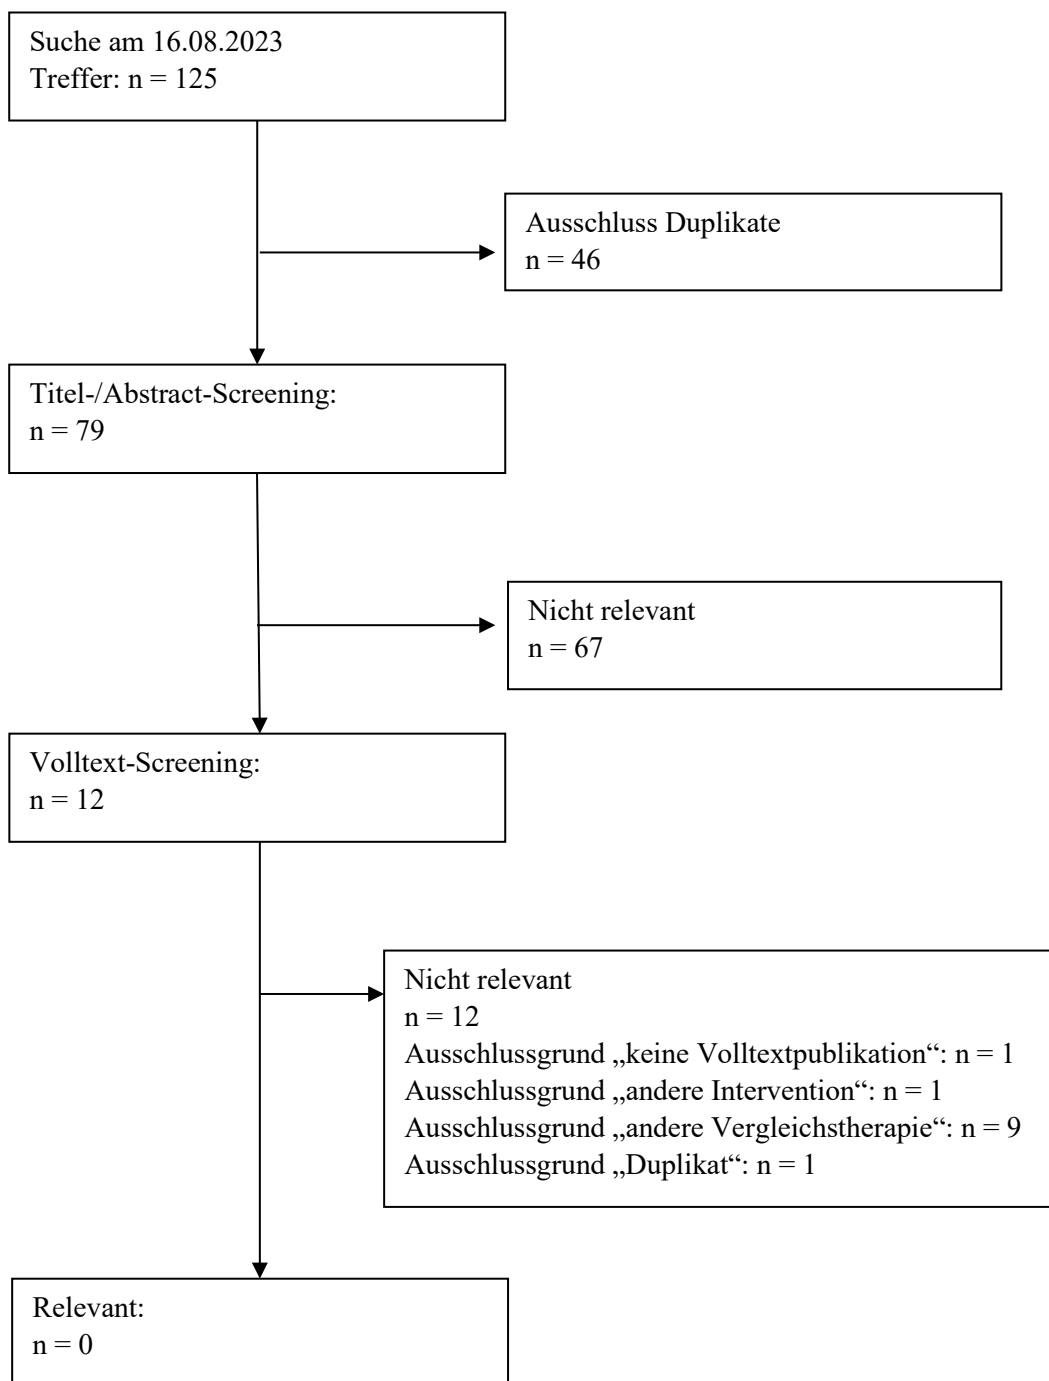 Suche am 16.08.2023
Treffer: n = 125
Ausschluss Duplikate
n = 46
Titel-/Abstract-Screening:
n = 79
Nicht relevant
n = 67
Volltext-Screening:
n = 12
Nicht relevant
n = 12
Ausschlussgrund „keine Volltextpublikation“: n = 1
Ausschlussgrund „andere Intervention“: n = 1
Ausschlussgrund „andere Vergleichstherapie“: n = 9
Ausschlussgrund „Duplikat“: n = 1
Relevant:
n = 0